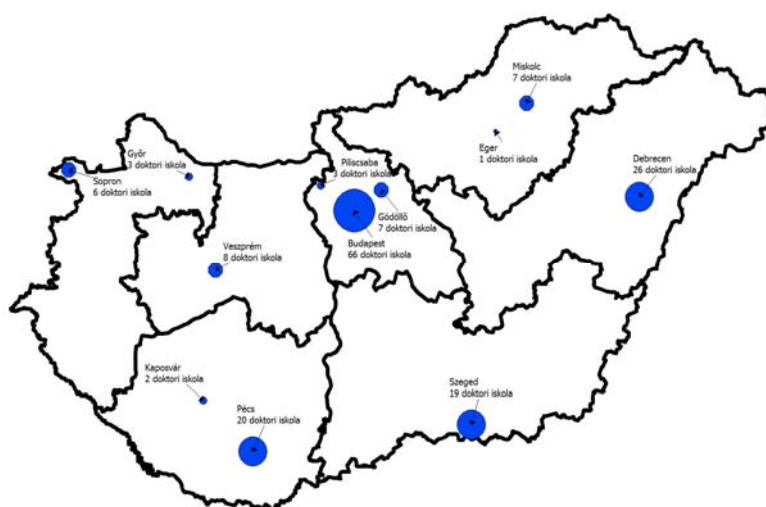 Miskolc
7 doktori iskola
Eger
1 doktori iskola
Győr
3 doktori iskola
Piliscsaba
3 doktori iskola
Debrecen
26 doktori iskola
Sopron
6 doktori iskola
Gödöllő
7 doktori iskola
Budapest
66 doktori iskola
Veszprém
8 doktori iskola
Kaposvár
2 doktori iskola
Szeged
19 doktori iskola
Pécs
20 doktori iskola